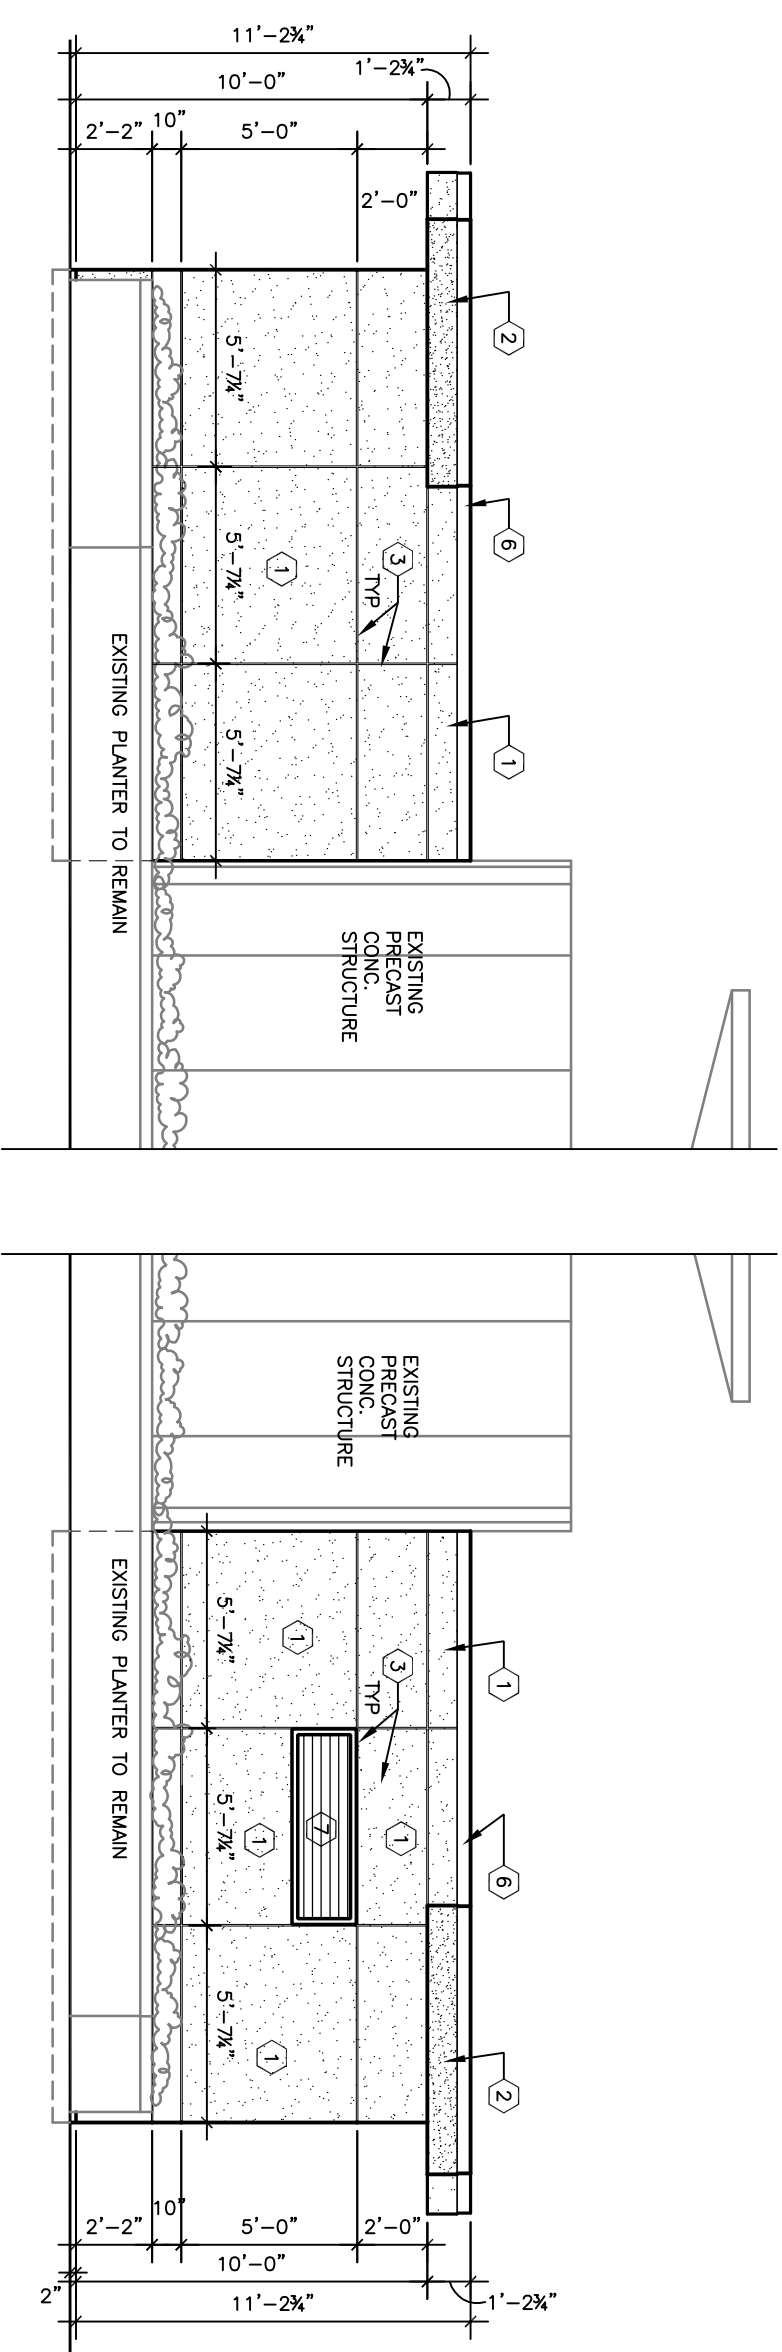 11'-2¾"
10'-0"
1'-2¾"
2'-2"
10"
5'-0"
2'-0"
2
5'-7¼"
6
5'-7¼"
1
3
TYP
EXISTING PLANTER TO REMAIN
5'-7¼"
1
EXISTING
PRECAST
CONC.
STRUCTURE
EXISTING
PRECAST
CONC.
STRUCTURE
EXISTING PLANTER TO REMAIN
5'-7¼"
1
3
TYP
1
5'-7¼"
1
7
1
6
5'-7¼"
1
2
2'-2"
10"
5'-0"
2'-0"
10'-0"
2"
11'-2¾"
1'-2¾"